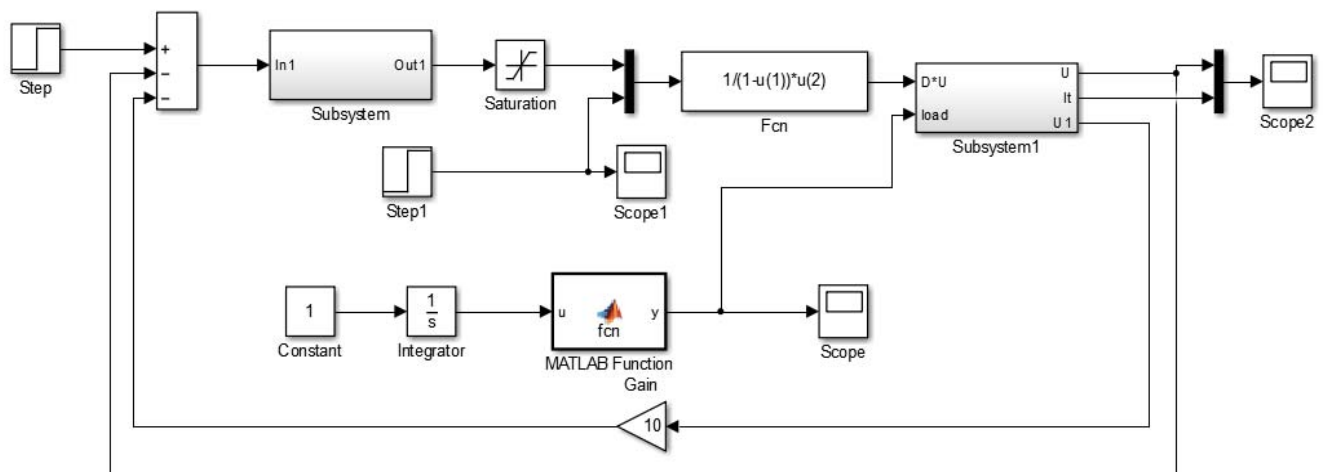 Step
+
−
−
In1
Out1
Subsystem
Saturation
1/(1-u(1))*u(2)
Fcn
D*U
load
U
It
U1
Subsystem1
Scope2
Step1
Scope1
1
Constant
1
s
Integrator
u
fcn
y
MATLAB Function
Gain
Scope
10